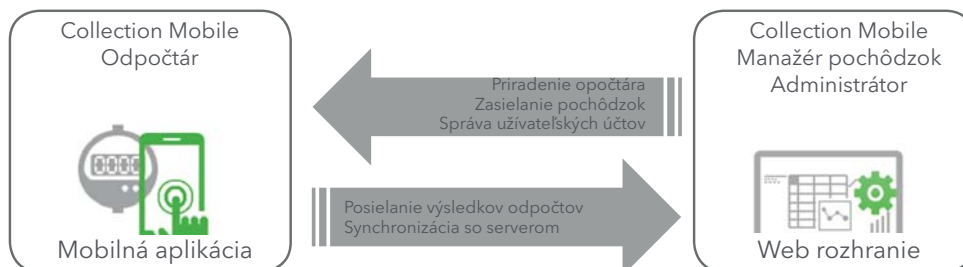 Collection Mobile
Odpočtár
Mobilná aplikácia
Priradenie opočtára
Zasielanie pochôdzok
Správa užívateľských účtov
Posielanie výsledkov odpočtov
Synchronizácia so serverom
Collection Mobile
Manažér pochôdzok
Administrátor
Web rozhranie